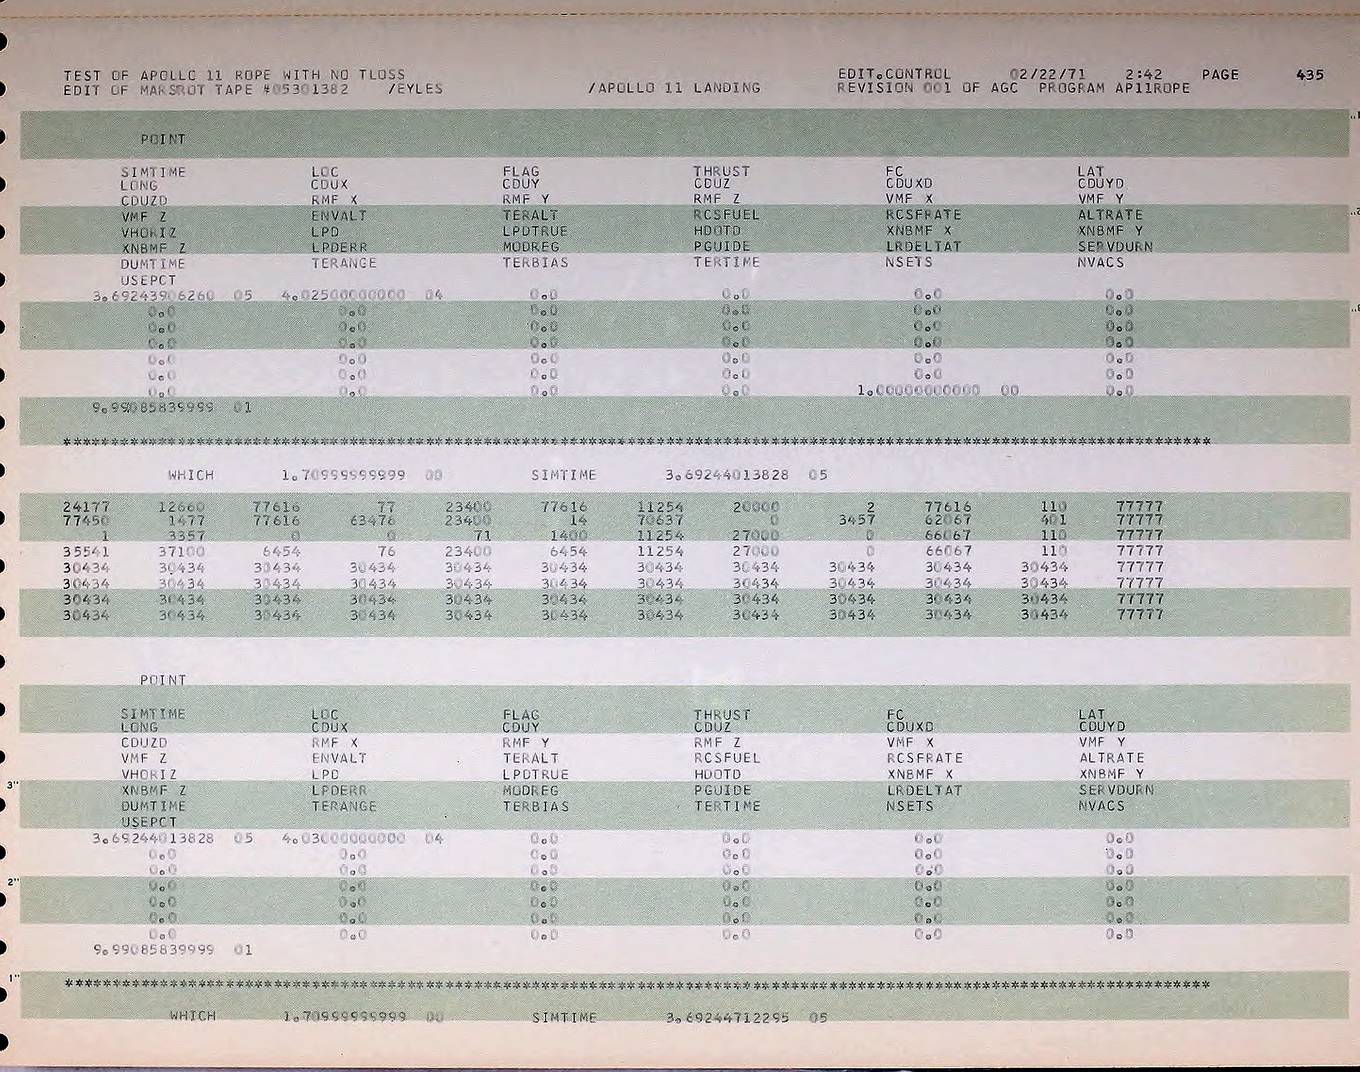 TEST OF APOLLO 11 ROPE WITH NO TLOSS EDIT.CONTROL 02/22/71 2:42 PAGE 435
EDIT OF MARSROT TAPE #05301382 /EYLES /APOLLO 11 LANDING REVISION 001 OF AGC PROGRAM AP11ROPE
POINT
SIMTIME LOC FLAG THRUST FC LAT
LONG CDUX CDUY CDUZ CDUXD CDUYD
CDUZD RMF X RMF Y RMF Z VMF X VMF Y
VMF Z ENVALT TERALT RCSFUEL RCSFRATE ALTRATE
VHORIZ LPD LPDTRUE HDOTD XNBMF X XNBMF Y
XNBMF Z LPDERR MODREG PGUIDE LRDELTAT SERVDURN
DUMTIME TERANGE TERBIAS TERTIME NSETS NVACS
USEPCT
3.69243906260 05 4.02500000000 04 0.0 0.0 0.0 0.0
0.0 0.0 0.0 0.0 0.0 0.0
0.0 0.0 0.0 0.0 0.0 0.0
0.0 0.0 0.0 0.0 0.0 0.0
0.0 0.0 0.0 0.0 0.0 0.0
0.0 0.0 0.0 0.0 0.0 0.0
0.0 0.0 0.0 0.0 1.00000000000 00 0.0
9.99085839999 01
************************************************************************************************************************
WHICH 1.70999999999 00 SIMTIME 3.69244013828 05
24177 12660 77616 77 23400 77616 11254 20000 2 77616 110 77777
77450 1477 77616 63476 23400 14 70637 0 3457 62067 401 77777
1 3357 0 0 71 1400 11254 27000 0 66067 110 77777
35541 37100 6454 76 23400 6454 11254 27000 0 66067 110 77777
30434 30434 30434 30434 30434 30434 30434 30434 30434 30434 30434 77777
30434 30434 30434 30434 30434 30434 30434 30434 30434 30434 30434 77777
30434 30434 30434 30434 30434 30434 30434 30434 30434 30434 30434 77777
30434 30434 30434 30434 30434 30434 30434 30434 30434 30434 30434 77777
POINT
SIMTIME LOC FLAG THRUST FC LAT
LONG CDUX CDUY CDUZ CDUXD CDUYD
CDUZD RMF X RMF Y RMF Z VMF X VMF Y
VMF Z ENVALT TERALT RCSFUEL RCSFRATE ALTRATE
VHORIZ LPD LPDTRUE HDOTD XNBMF X XNBMF Y
3" XNBMF Z LPDERR MODREG PGUIDE LRDELTAT SERVDURN
DUMTIME TERANGE TERBIAS TERTIME NSETS NVACS
USEPCT
3.69244013828 05 4.03000000000 04 0.0 0.0 0.0 0.0
0.0 0.0 0.0 0.0 0.0 0.0
0.0 0.0 0.0 0.0 0.0 0.0
2" 0.0 0.0 0.0 0.0 0.0 0.0
0.0 0.0 0.0 0.0 0.0 0.0
0.0 0.0 0.0 0.0 0.0 0.0
0.0 0.0 0.0 0.0 0.0 0.0
9.99085839999 01
1" ************************************************************************************************************************
WHICH 1.70999999999 00 SIMTIME 3.69244712295 05